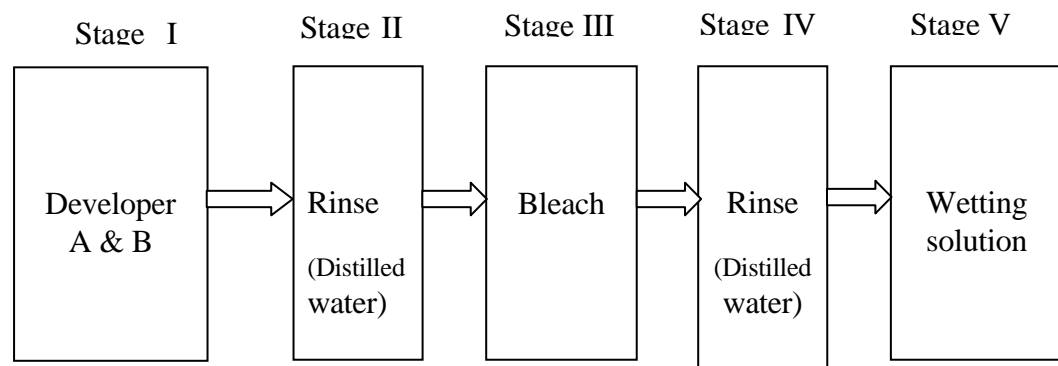 Stage I
Stage II
Stage III
Stage IV
Stage V
Developer
A & B
Rinse
(Distilled
water)
Bleach
Rinse
(Distilled
water)
Wetting
solution